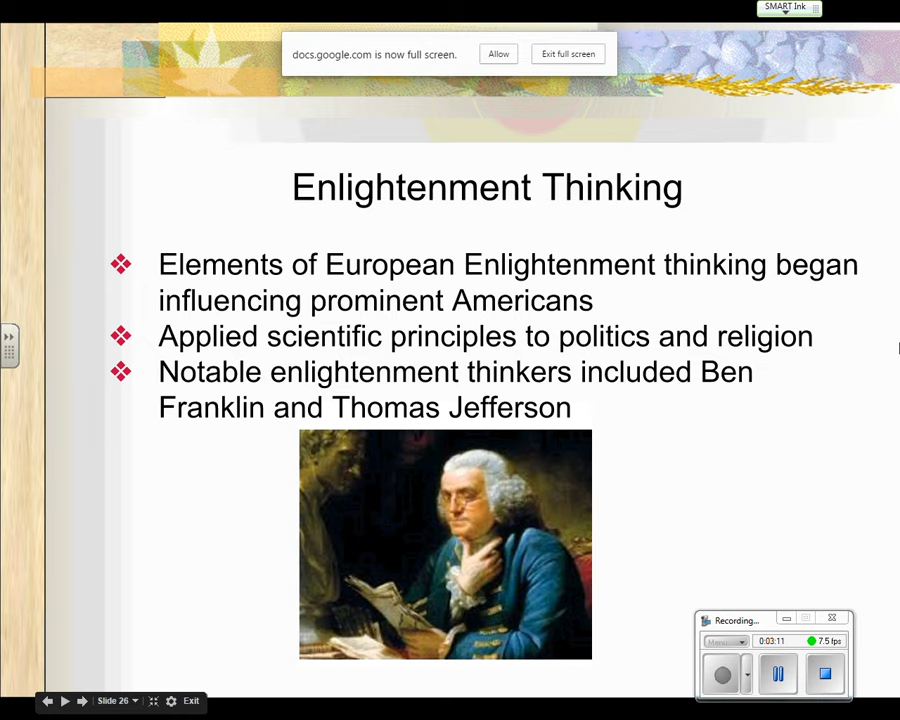 SMART Ink
docs.google.com is now full screen.
Allow
Exit full screen
Enlightenment Thinking
Elements of European Enlightenment thinking began
influencing prominent Americans
Applied scientific principles to politics and religion
Notable enlightenment thinkers included Ben
Franklin and Thomas Jefferson
Recording...
Menu
0:03:11
7.5 fps
Slide 26
Exit